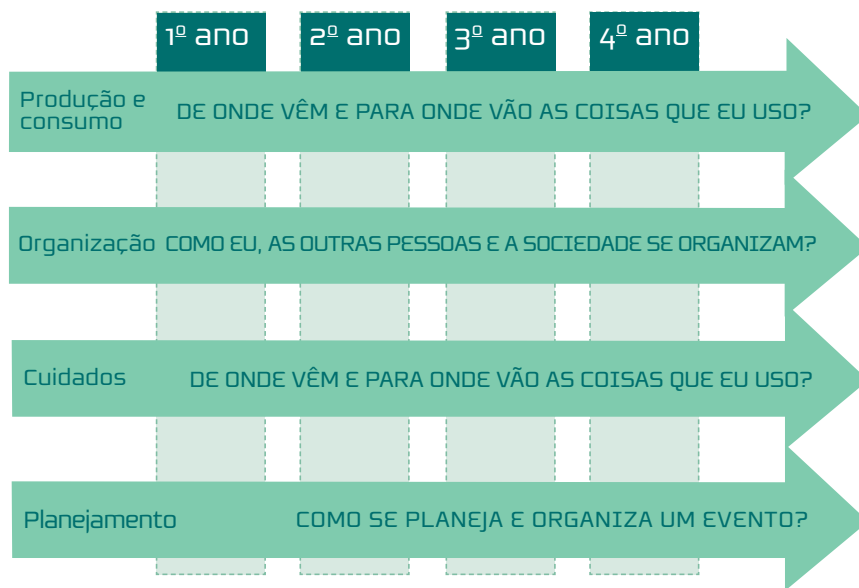 1º ano
2º ano
3º ano
4º ano
Produção e
consumo
DE ONDE VÊM E PARA ONDE VÃO AS COISAS QUE EU USO?
Organização
COMO EU, AS OUTRAS PESSOAS E A SOCIEDADE SE ORGANIZAM?
Cuidados
DE ONDE VÊM E PARA ONDE VÃO AS COISAS QUE EU USO?
Planejamento
COMO SE PLANEJA E ORGANIZA UM EVENTO?